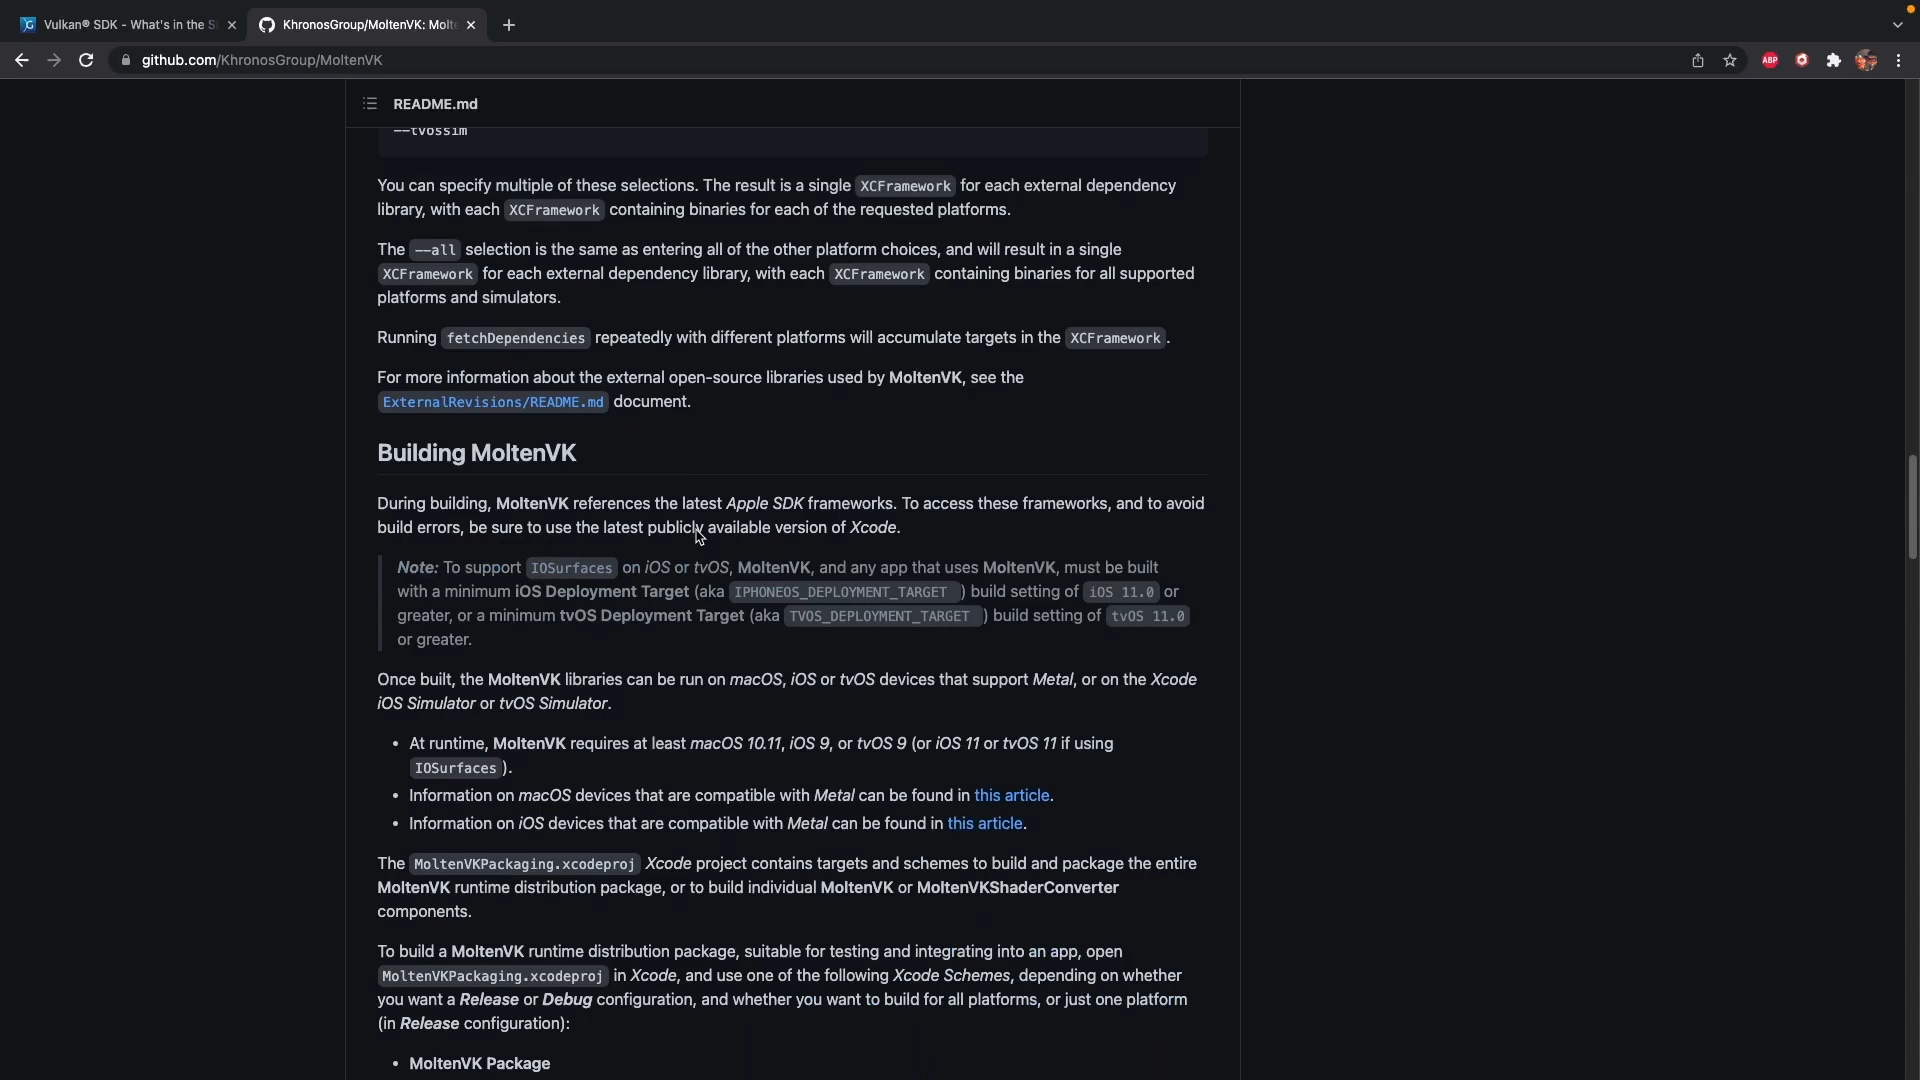 Vulkan® SDK - What's in the S
KhronosGroup/MoltenVK: Molte
github.com/KhronosGroup/MoltenVK
ABP
README.md
--tvossim
You can specify multiple of these selections. The result is a single XCFramework for each external dependency
library, with each XCFramework containing binaries for each of the requested platforms.
The --all selection is the same as entering all of the other platform choices, and will result in a single
XCFramework for each external dependency library, with each XCFramework containing binaries for all supported
platforms and simulators.
Running fetchDependencies repeatedly with different platforms will accumulate targets in the XCFramework.
For more information about the external open-source libraries used by MoltenVK, see the
ExternalRevisions/README.md document.
Building MoltenVK
During building, MoltenVK references the latest Apple SDK frameworks. To access these frameworks, and to avoid
build errors, be sure to use the latest publicly available version of Xcode.
Note: To support IOSurfaces on iOS or tvOS, MoltenVK, and any app that uses MoltenVK, must be built
with a minimum iOS Deployment Target (aka IPHONEOS_DEPLOYMENT_TARGET ) build setting of iOS 11.0 or
greater, or a minimum tvOS Deployment Target (aka TVOS_DEPLOYMENT_TARGET ) build setting of tvOS 11.0
or greater.
Once built, the MoltenVK libraries can be run on macOS, iOS or tvOS devices that support Metal, or on the Xcode
iOS Simulator or tvOS Simulator.
• At runtime, MoltenVK requires at least macOS 10.11, iOS 9, or tvOS 9 (or iOS 11 or tvOS 11 if using
IOSurfaces ).
• Information on macOS devices that are compatible with Metal can be found in this article.
• Information on iOS devices that are compatible with Metal can be found in this article.
The MoltenVKPackaging.xcodeproj Xcode project contains targets and schemes to build and package the entire
MoltenVK runtime distribution package, or to build individual MoltenVK or MoltenVKShaderConverter
components.
To build a MoltenVK runtime distribution package, suitable for testing and integrating into an app, open
MoltenVKPackaging.xcodeproj in Xcode, and use one of the following Xcode Schemes, depending on whether
you want a Release or Debug configuration, and whether you want to build for all platforms, or just one platform
(in Release configuration):
• MoltenVK Package